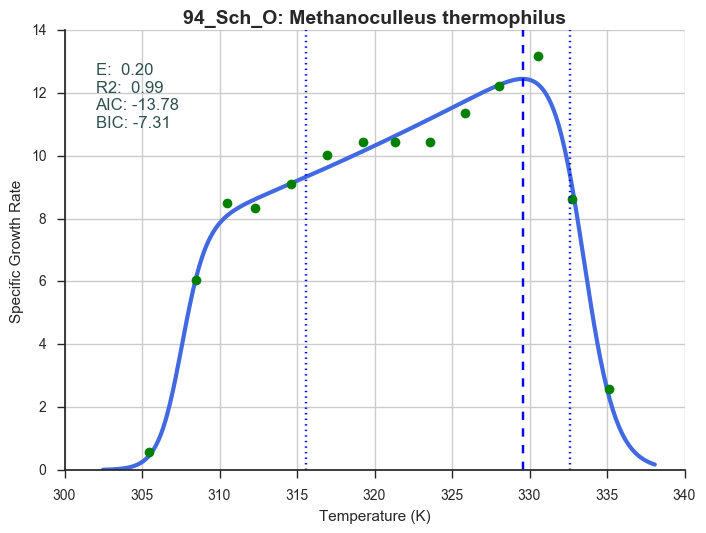 94_Sch_O: Methanoculleus thermophilus
E: 0.20
R2: 0.99
AIC: -13.78
BIC: -7.31
Specific Growth Rate
14
12
10
8
6
4
2
0
300 305 310 315 320 325 330 335 340
Temperature (K)